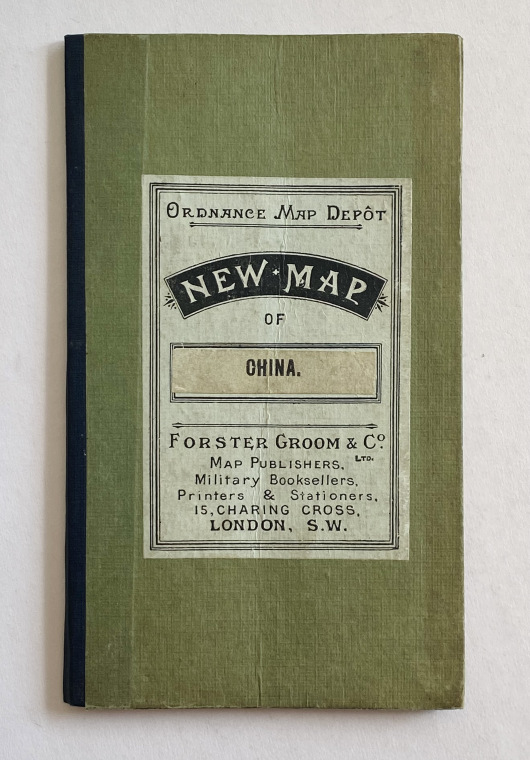 ORDNANCE MAP DEPÔT
NEW · MAP
OF
CHINA.
FORSTER GROOM & Cº
LTD.
MAP PUBLISHERS,
Military Booksellers,
Printers & Stationers,
15, CHARING CROSS,
LONDON, S.W.